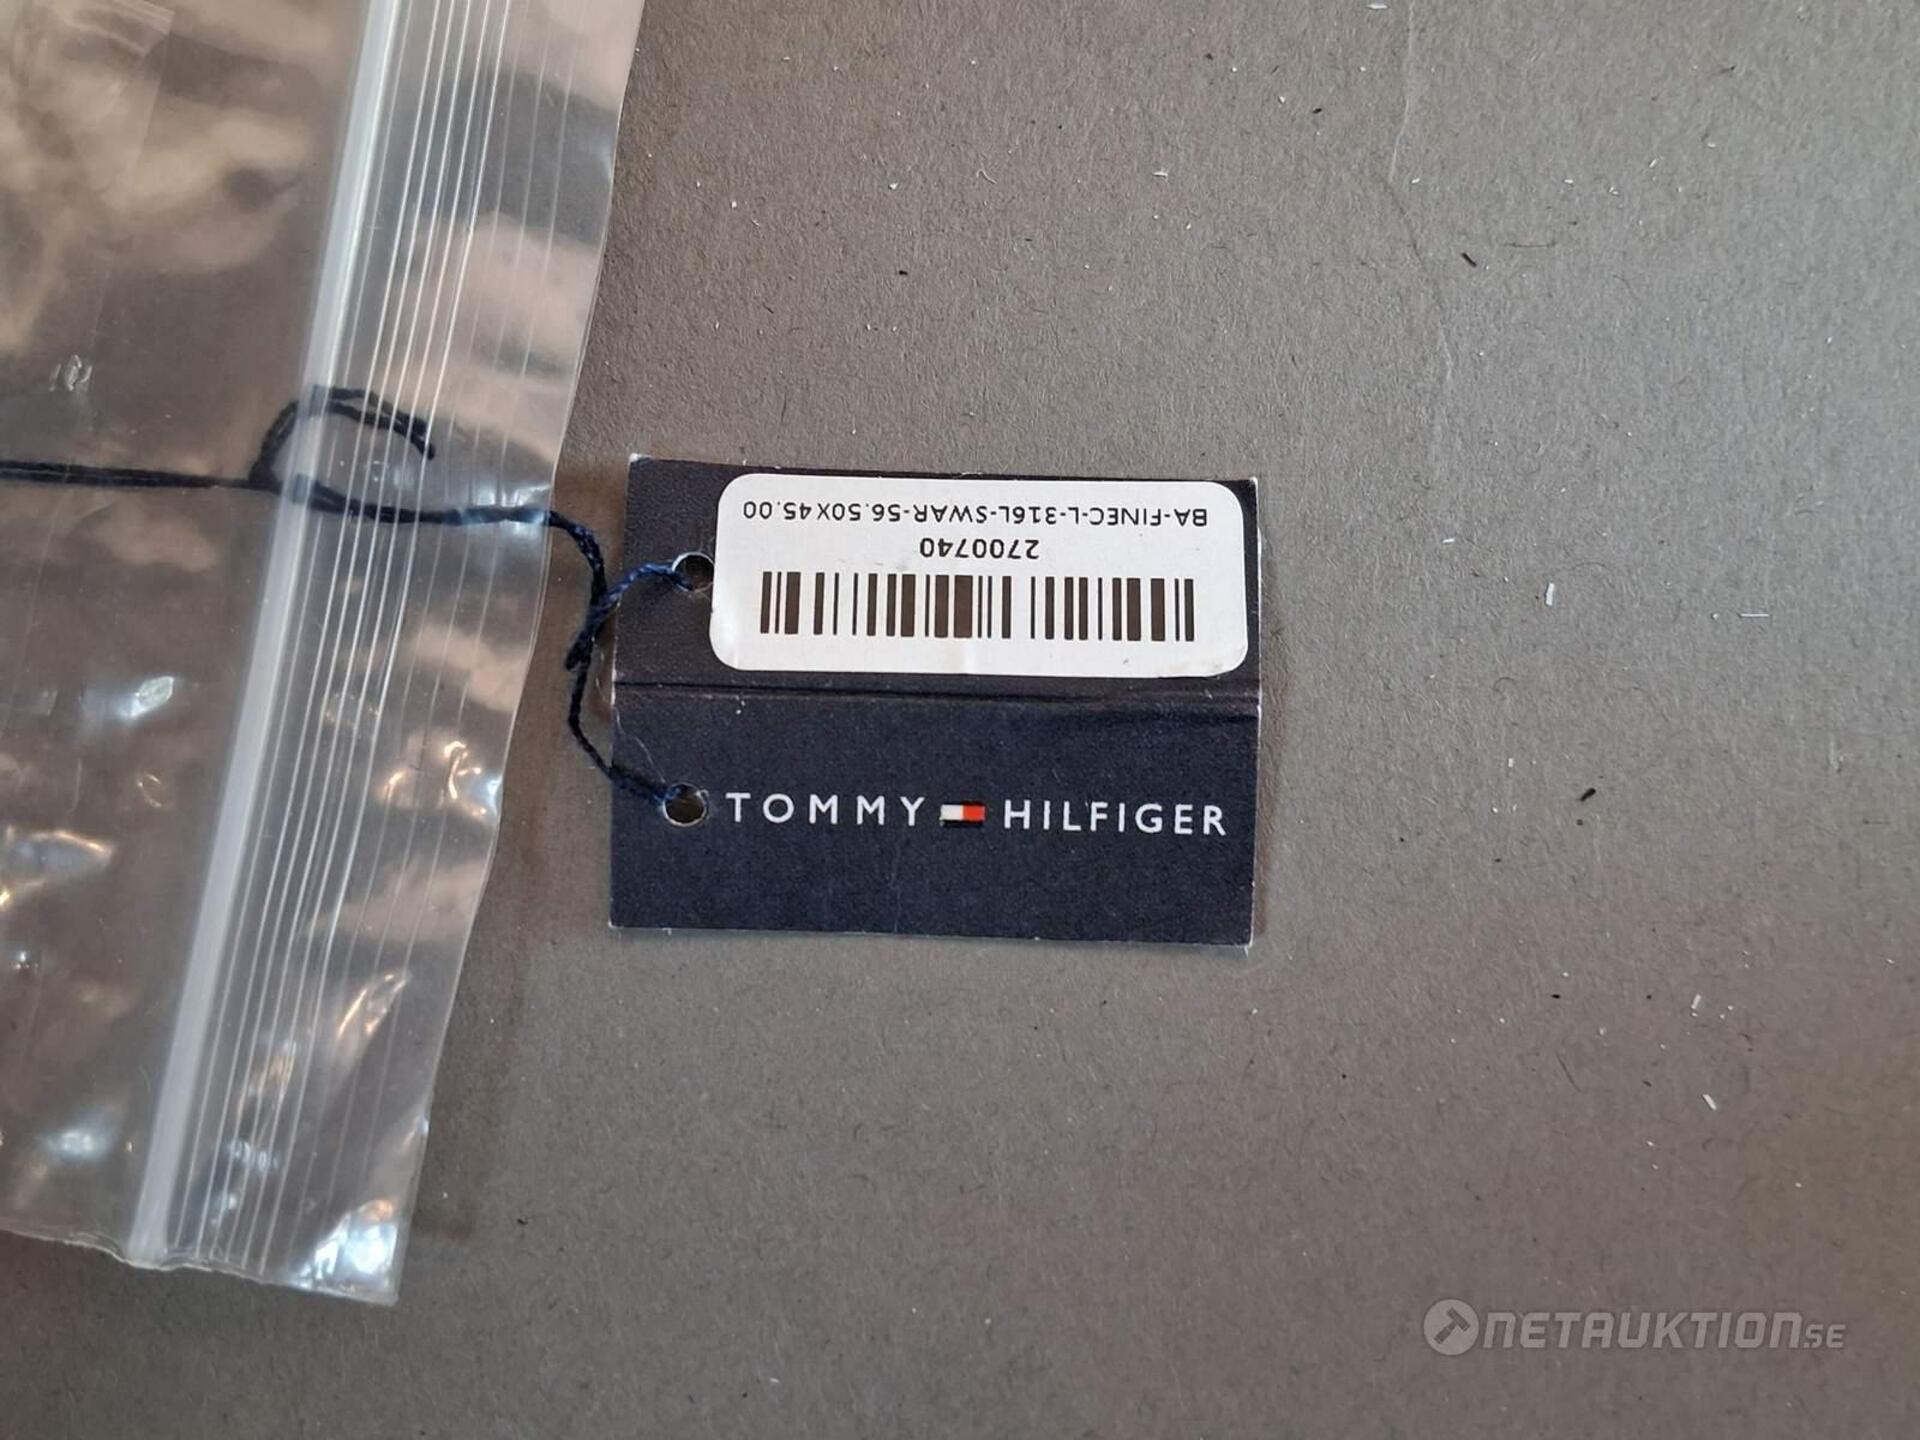 BA-FINEC-L-316L-SWAR-56.50X45.00
2700740
TOMMY HILFIGER
NETAUKTION.SE